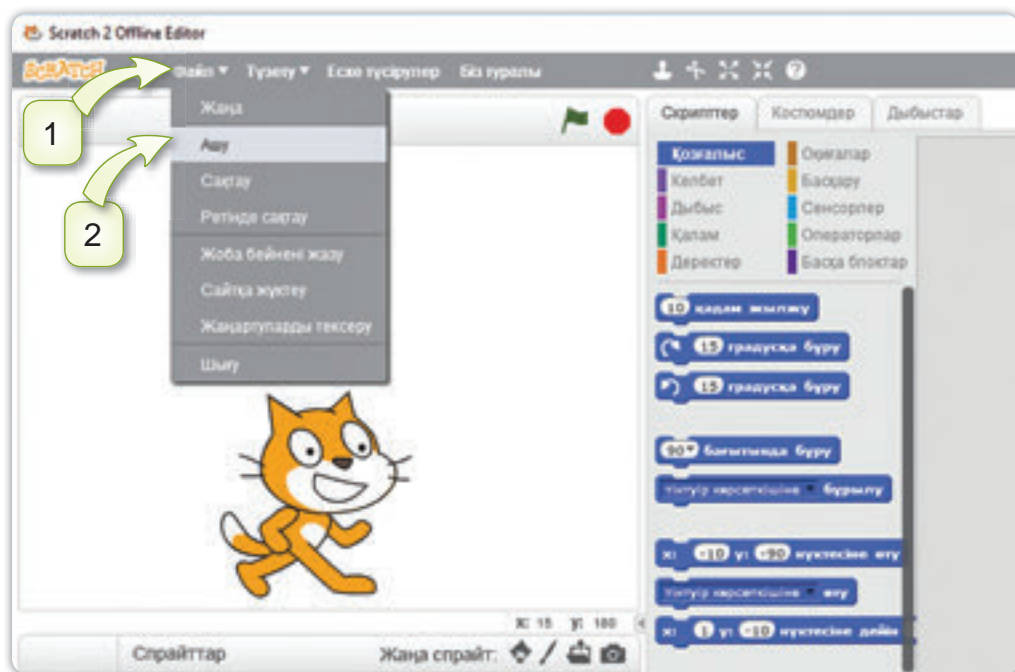 Scratch 2 Offline Editor
SCRATCH Файл Түзету Еске түсірулер Біз туралы
1
2
Жаңа
Ашу
Сақтау
Ретінде сақтау
Жоба бейнені жазу
Сайтқа жүктеу
Жаңартуларды тексеру
Шығу
Скриптер Костюмдер Дыбыстар
Қозғалыс Оқиғалар
Келбет Басқару
Дыбыс Сенсорлер
Қалам Операторлар
Деректер Басқа блоктар
10 қадам жылжу
15 градусқа бұру
15 градусқа бұру
90 бағытында бұру
тінтуір көрсеткішіне бұрылу
x: -10 y: -90 нүктесіне өту
тінтуір көрсеткішіне өту
x: 1 y: -10 нүктесіне дейін
x: 15 y: 180
Спрайттар Жаңа спрайт: